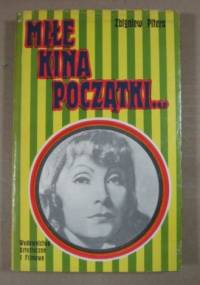 Zbigniew Pitera
MIŁE
KINA
POCZĄTKI...
Wydawnictwa
Artystyczne
i Filmowe